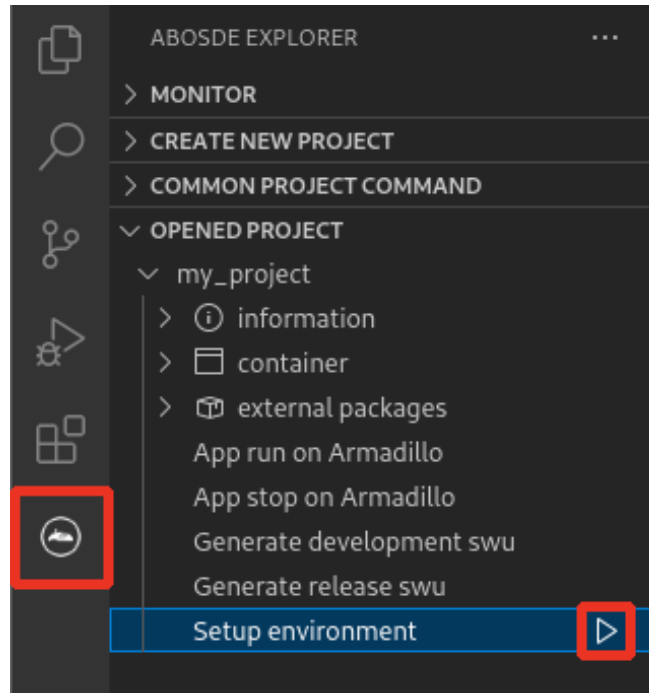 ABOSDE EXPLORER
MONITOR
CREATE NEW PROJECT
COMMON PROJECT COMMAND
OPENED PROJECT
my_project
information
container
external packages
App run on Armadillo
App stop on Armadillo
Generate development swu
Generate release swu
Setup environment